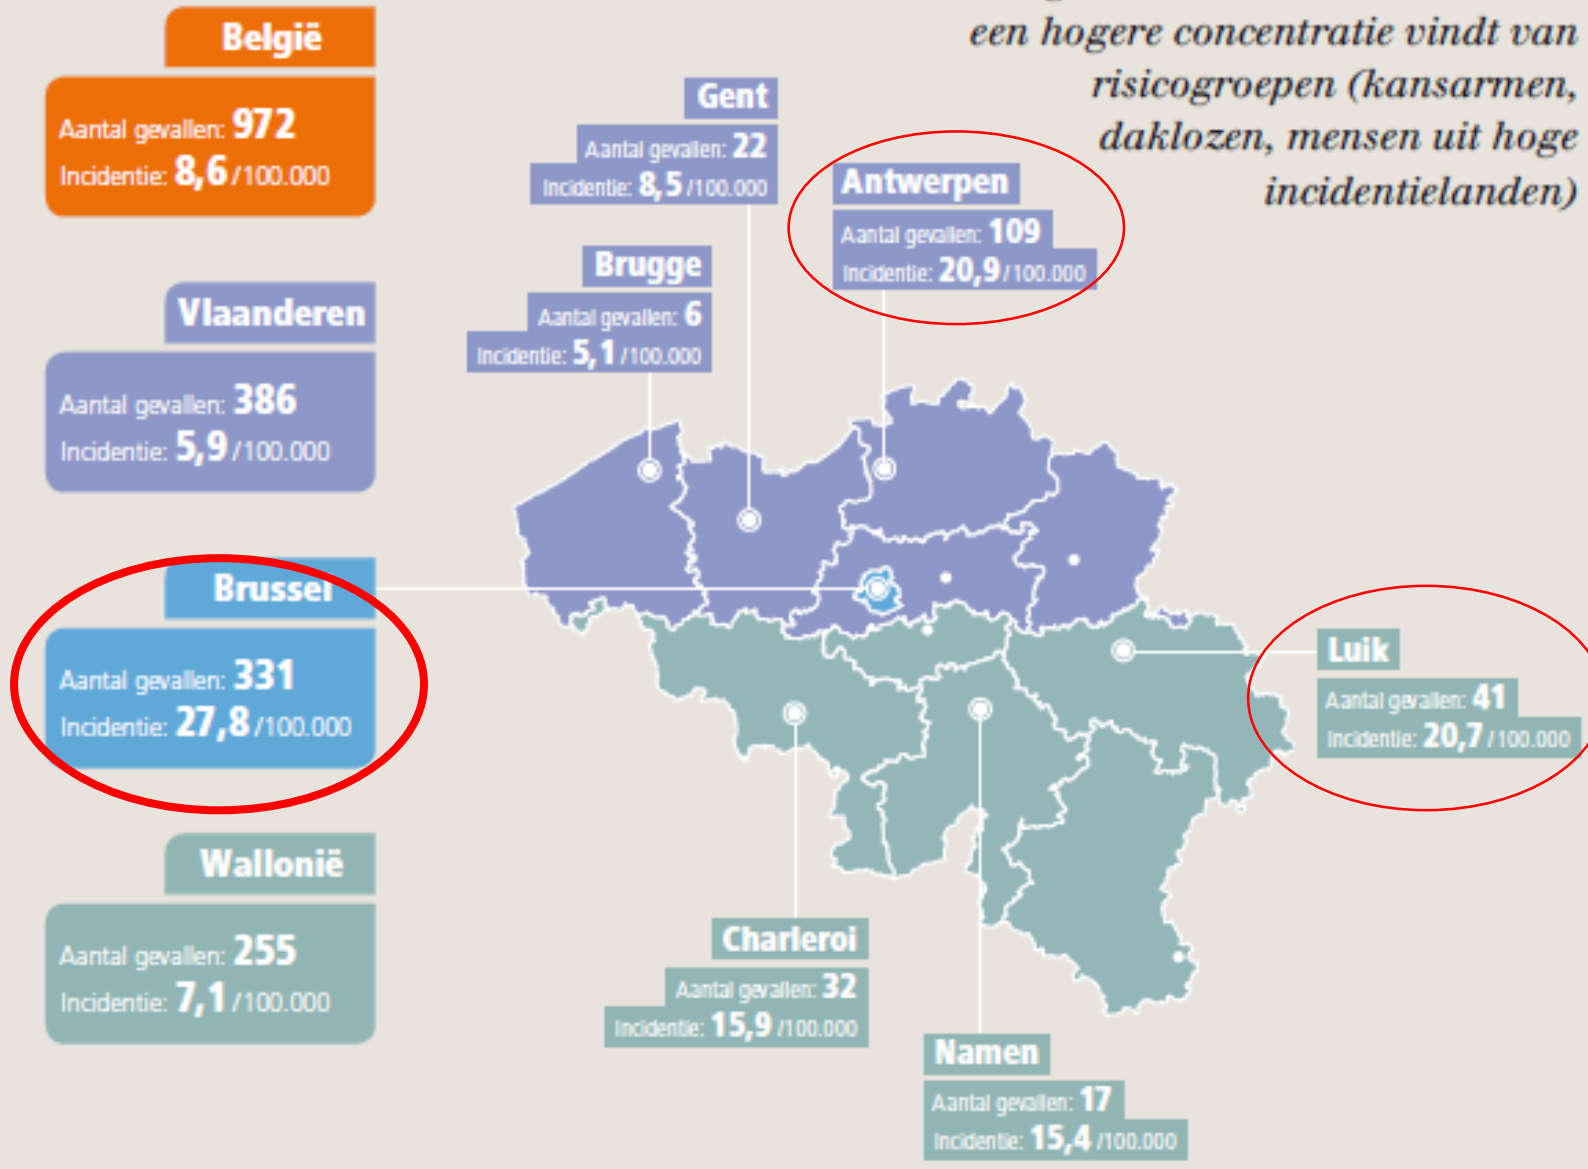 een hogere concentratie vindt van
risicogroepen (kansarmen,
daklozen, mensen uit hoge
incidentielanden)
België
Aantal gevallen: 972
Incidentie: 8,6/100.000
Vlaanderen
Aantal gevallen: 386
Incidentie: 5,9/100.000
Brussel
Aantal gevallen: 331
Incidentie: 27,8/100.000
Wallonië
Aantal gevallen: 255
Incidentie: 7,1/100.000
Gent
Aantal gevallen: 22
Incidentie: 8,5/100.000
Brugge
Aantal gevallen: 6
Incidentie: 5,1/100.000
Antwerpen
Aantal gevallen: 109
Incidentie: 20,9/100.000
Luik
Aantal gevallen: 41
Incidentie: 20,7/100.000
Charleroi
Aantal gevallen: 32
Incidentie: 15,9/100.000
Namen
Aantal gevallen: 17
Incidentie: 15,4/100.000